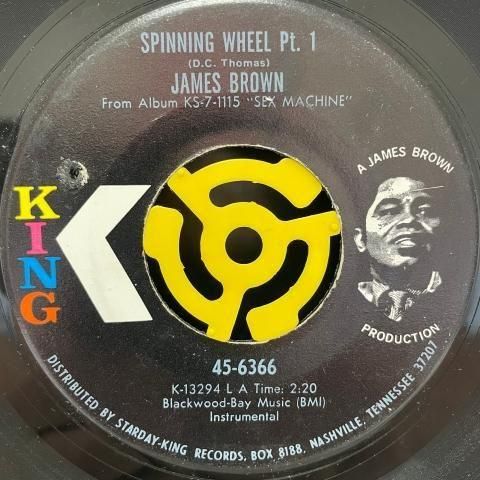 SPINNING WHEEL Pt. 1
(D.C. Thomas)
JAMES BROWN
From Album KS-7-1115 "SEX MACHINE"
KING
A JAMES BROWN
PRODUCTION
45-6366
K-13294 L A Time: 2:20
Blackwood-Bay Music (BMI)
Instrumental
DISTRIBUTED BY STARDAY-KING RECORDS, BOX 8188, NASHVILLE, TENNESSEE 37207